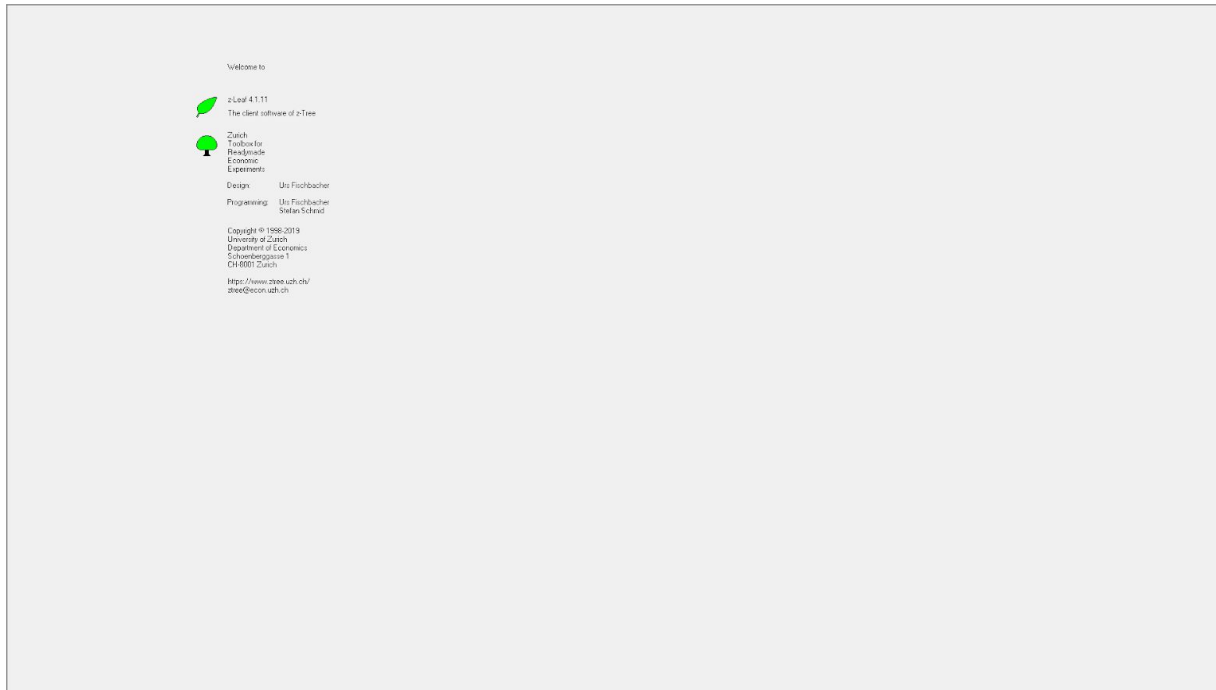 Welcome to
z-Leaf 4.1.11
The client software of z-Tree
Zurich
Toolbox for
Readymade
Economic
Experiments
Design: Urs Fischbacher
Programming: Urs Fischbacher
Stefan Schmid
Copyright © 1998-2019
University of Zurich
Department of Economics
Schoenberggasse 1
CH-8001 Zurich
https://www.ztree.uzh.ch/
ztree@econ.uzh.ch